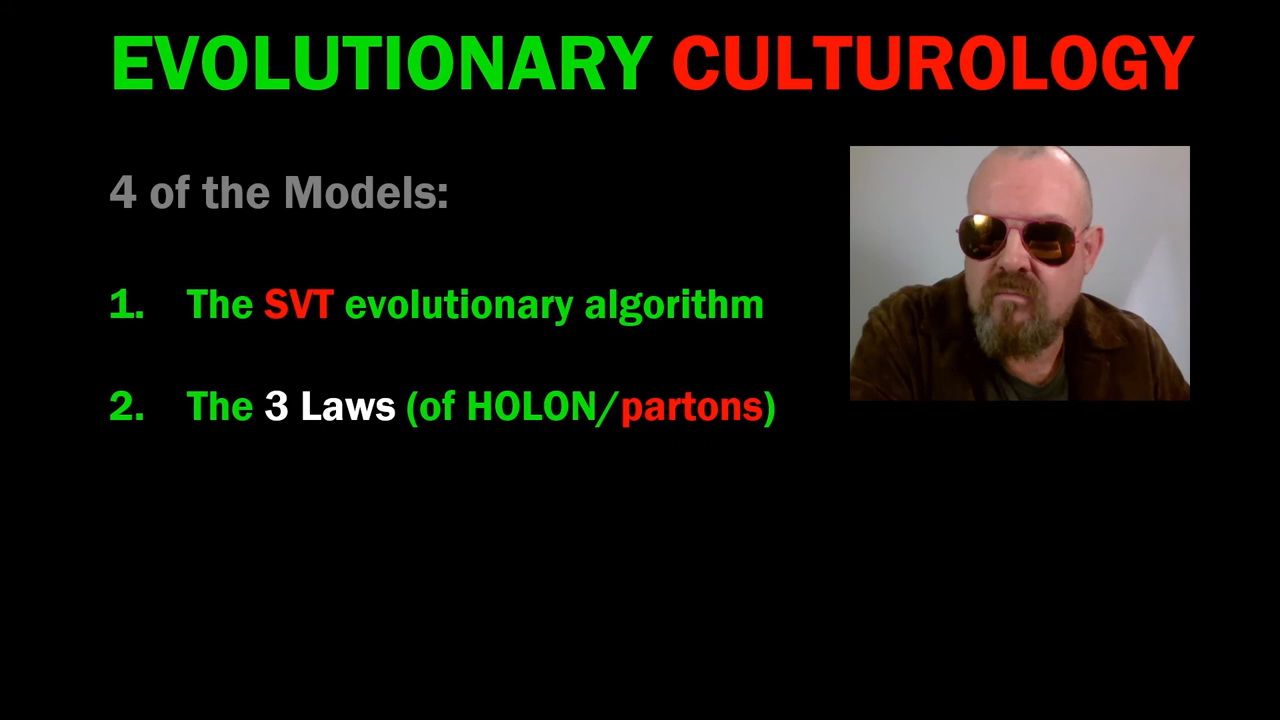 EVOLUTIONARY CULTUROLOGY
4 of the Models:
1. The SVT evolutionary algorithm
2. The 3 Laws (of HOLON/partons)